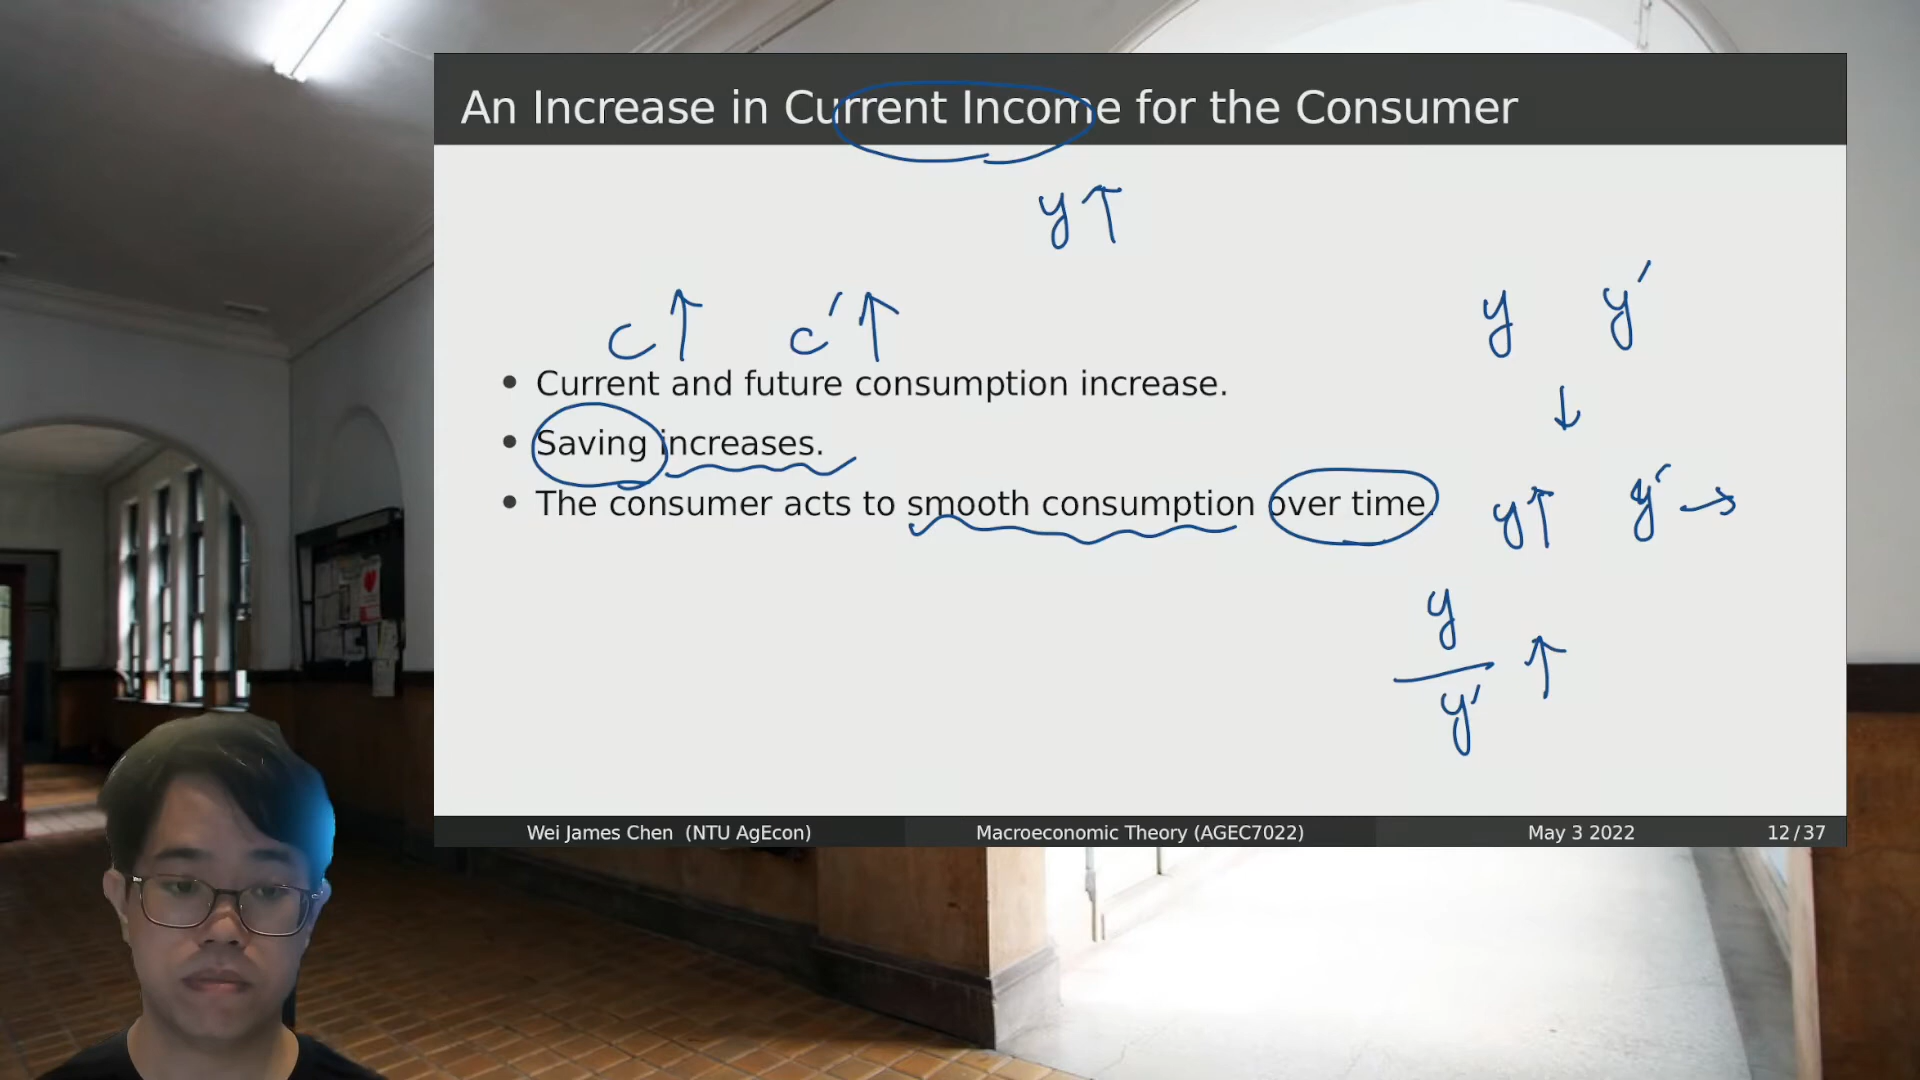 An Increase in Current Income for the Consumer
y↑
y y′
c↑ c′↑
• Current and future consumption increase.
↓
• Saving increases.
• The consumer acts to smooth consumption over time.
y↑ y′→
y
y′ ↑
Wei James Chen (NTU AgEcon) Macroeconomic Theory (AGEC7022) May 3 2022 12/37